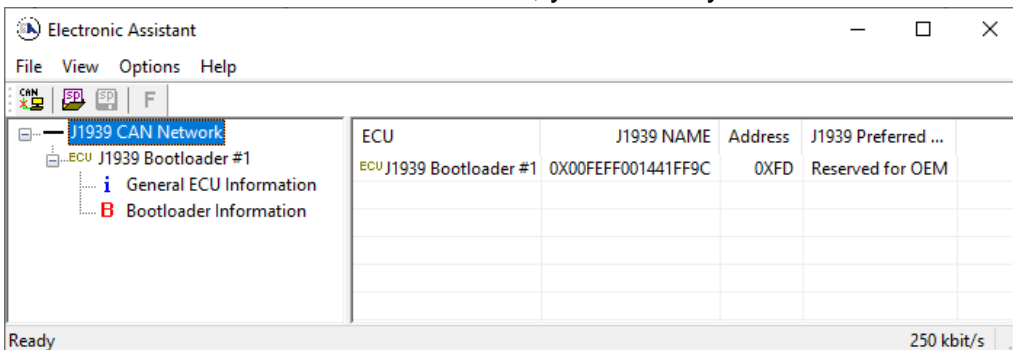 Electronic Assistant
File View Options Help
CAN SP SP F
J1939 CAN Network
ECU J1939 Bootloader #1
i General ECU Information
B Bootloader Information
ECU J1939 NAME Address J1939 Preferred ...
ECU J1939 Bootloader #1 0X00FEFF001441FF9C 0XFD Reserved for OEM
Ready 250 kbit/s